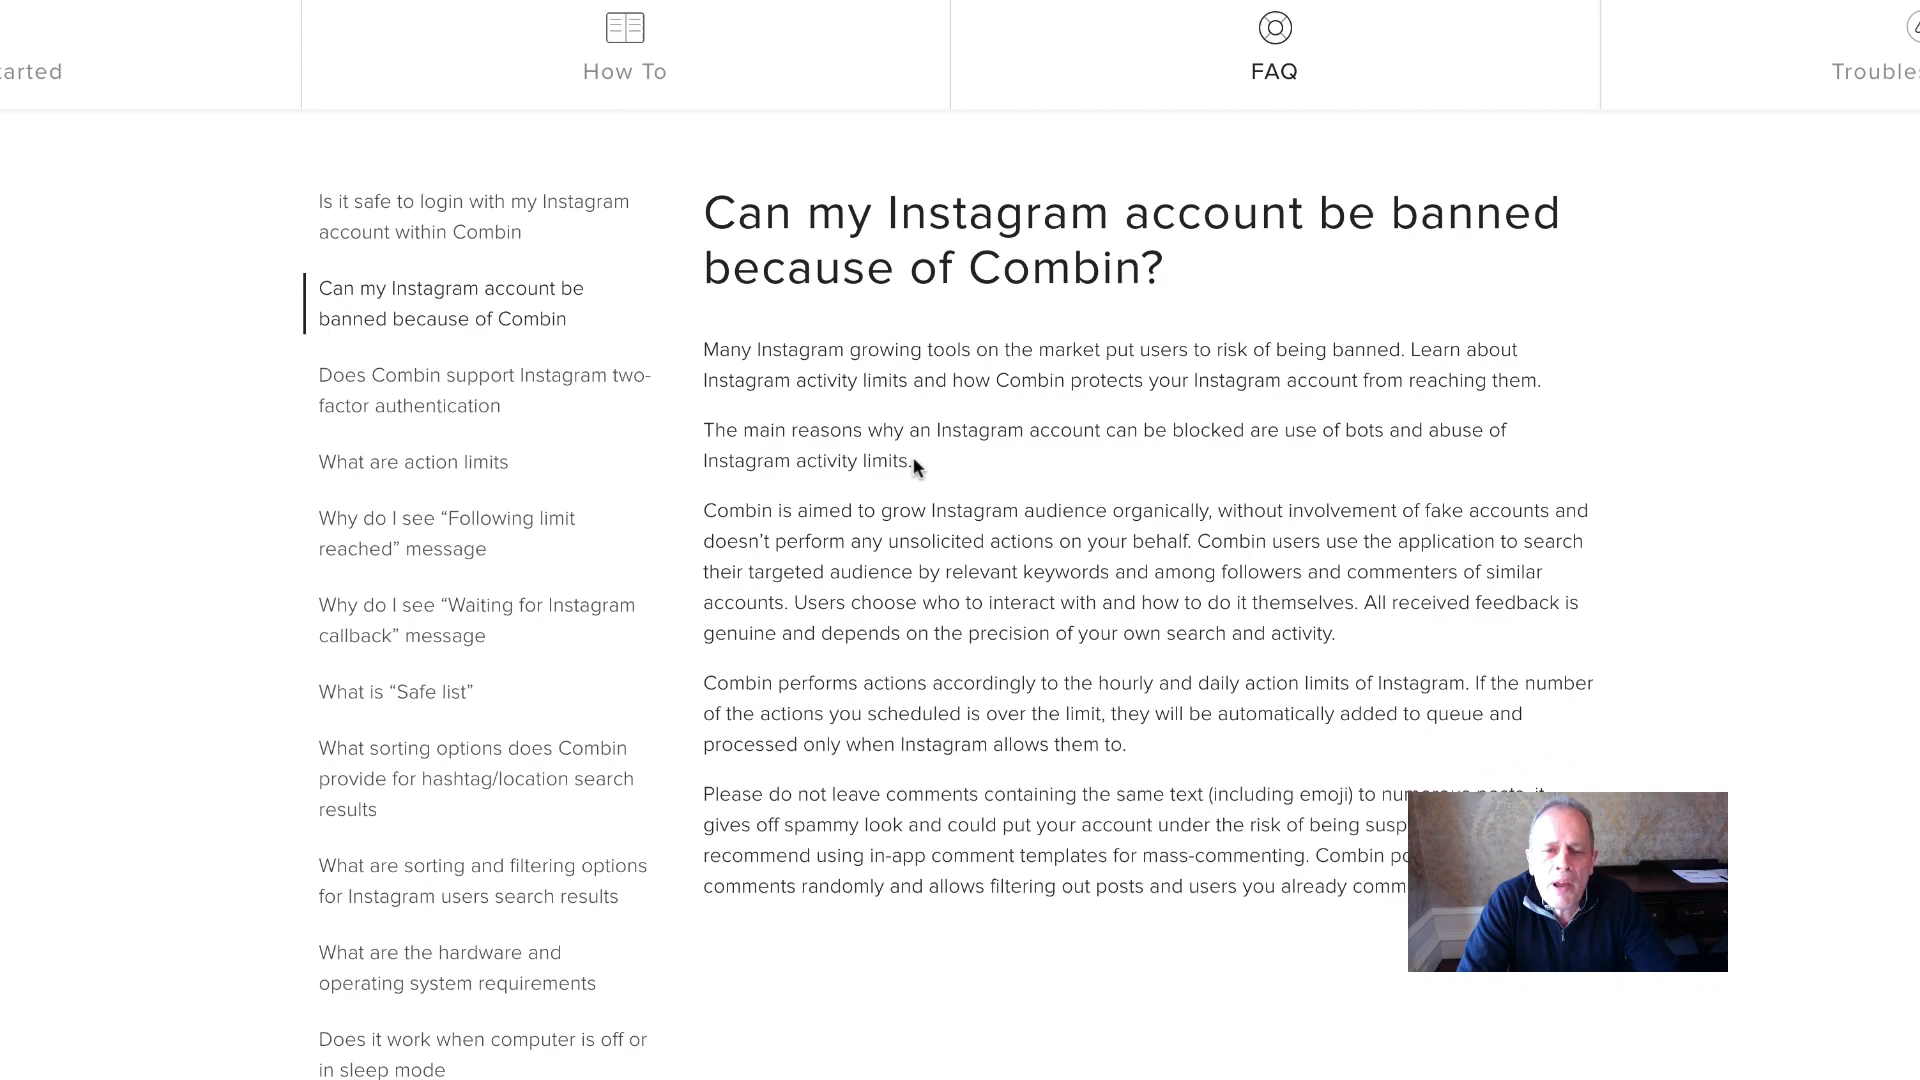 tarted
How To
FAQ
Is it safe to login with my Instagram
account within Combin
Can my Instagram account be
banned because of Combin
Does Combin support Instagram two-
factor authentication
What are action limits
Why do I see “Following limit
reached” message
Why do I see “Waiting for Instagram
callback” message
What is “Safe list”
What sorting options does Combin
provide for hashtag/location search
results
What are sorting and filtering options
for Instagram users search results
What are the hardware and
operating system requirements
Does it work when computer is off or
in sleep mode
Can my Instagram account be banned
because of Combin?
Many Instagram growing tools on the market put users to risk of being banned. Learn about
Instagram activity limits and how Combin protects your Instagram account from reaching them.
The main reasons why an Instagram account can be blocked are use of bots and abuse of
Instagram activity limits.
Combin is aimed to grow Instagram audience organically, without involvement of fake accounts and
doesn’t perform any unsolicited actions on your behalf. Combin users use the application to search
their targeted audience by relevant keywords and among followers and commenters of similar
accounts. Users choose who to interact with and how to do it themselves. All received feedback is
genuine and depends on the precision of your own search and activity.
Combin performs actions accordingly to the hourly and daily action limits of Instagram. If the number
of the actions you scheduled is over the limit, they will be automatically added to queue and
processed only when Instagram allows them to.
Please do not leave comments containing the same text (including emoji) to numerous posts, it
gives off spammy look and could put your account under the risk of being susp
recommend using in-app comment templates for mass-commenting. Combin po
comments randomly and allows filtering out posts and users you already comm